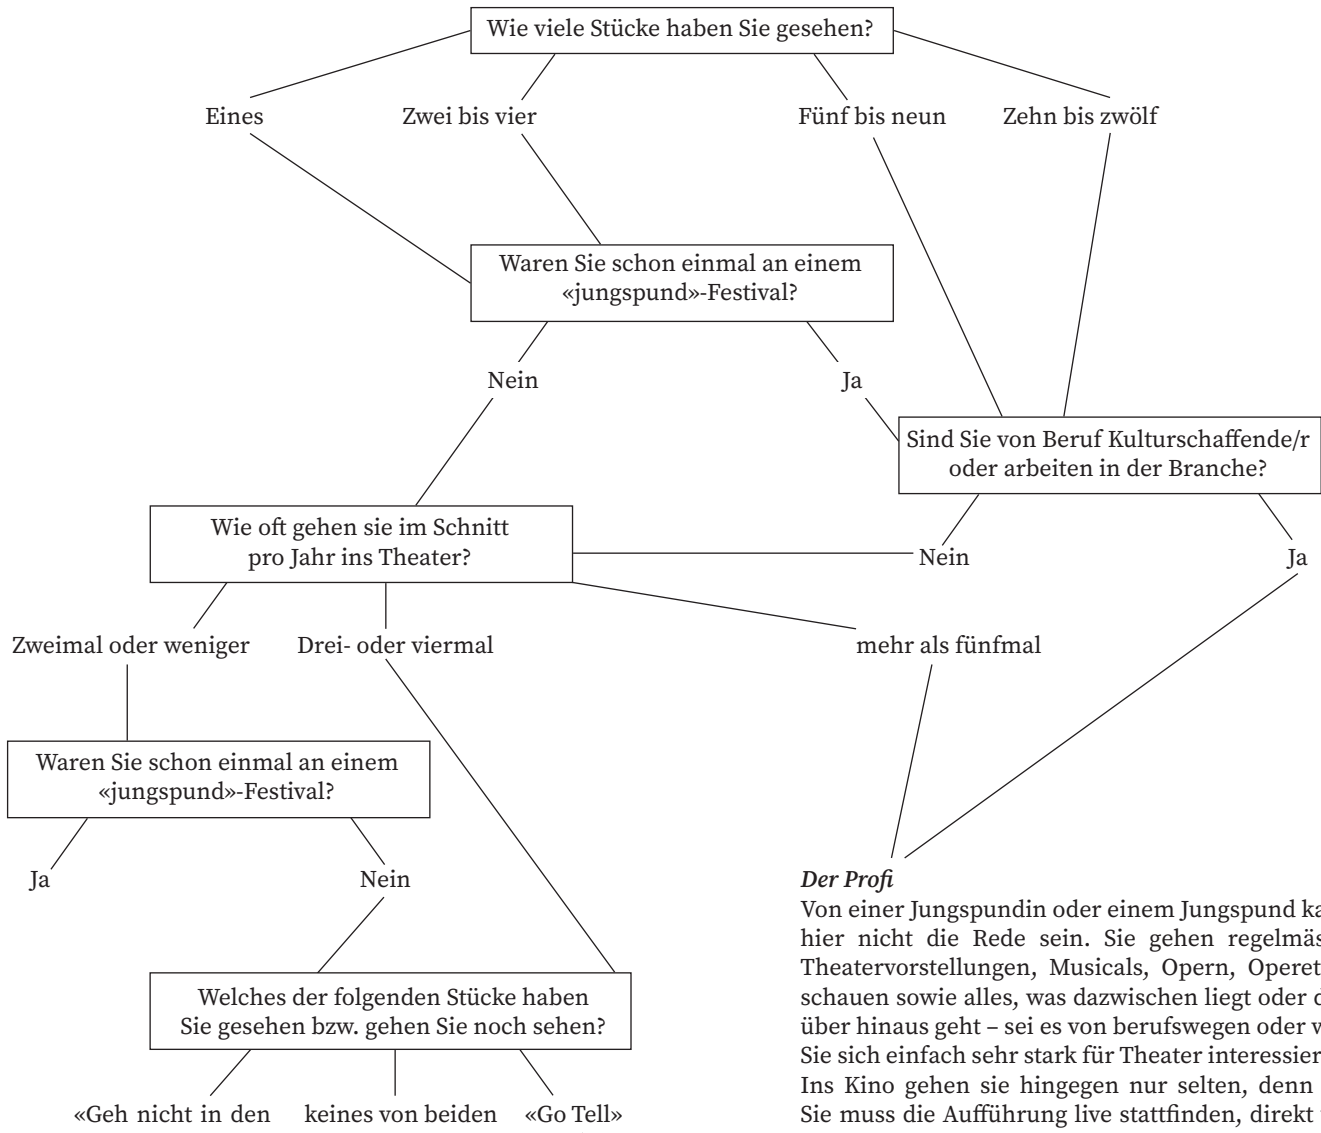 Wie viele Stücke haben Sie gesehen?
Eines
Zwei bis vier
Fünf bis neun
Zehn bis zwölf
Waren Sie schon einmal an einem
«jungspund»-Festival?
Nein
Ja
Sind Sie von Beruf Kulturschaffende/r
oder arbeiten in der Branche?
Wie oft gehen sie im Schnitt
pro Jahr ins Theater?
Nein
Ja
Zweimal oder weniger
Drei- oder viermal
mehr als fünfmal
Waren Sie schon einmal an einem
«jungspund»-Festival?
Ja
Nein
Der Profi
Von einer Jungspundin oder einem Jungspund ka
hier nicht die Rede sein. Sie gehen regelmäs
Theatervorstellungen, Musicals, Opern, Operet
schauen sowie alles, was dazwischen liegt oder d
über hinaus geht – sei es von berufswegen oder w
Sie sich einfach sehr stark für Theater interessier
Ins Kino gehen sie hingegen nur selten, denn
Sie muss die Aufführung live stattfinden, direkt
Welches der folgenden Stücke haben
Sie gesehen bzw. gehen Sie noch sehen?
«Geh nicht in den
keines von beiden
«Go Tell»